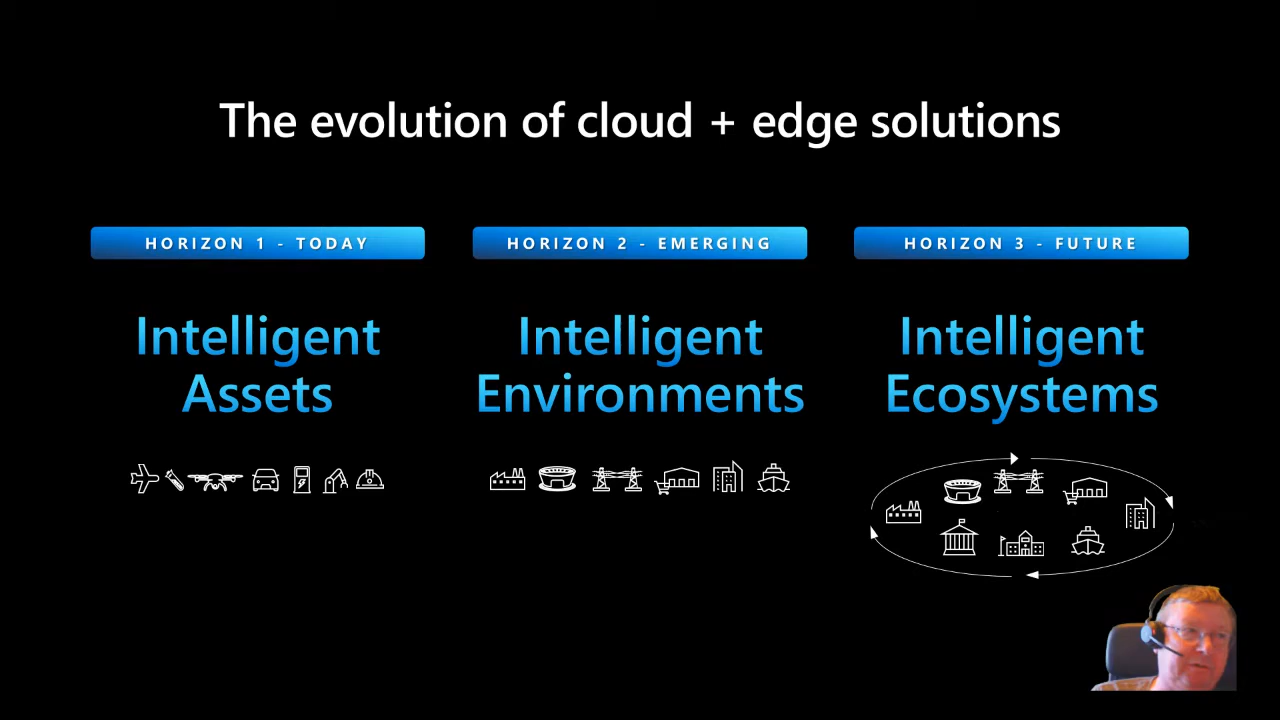 The evolution of cloud + edge solutions
HORIZON 1 - TODAY
Intelligent
Assets
HORIZON 2 - EMERGING
Intelligent
Environments
HORIZON 3 - FUTURE
Intelligent
Ecosystems